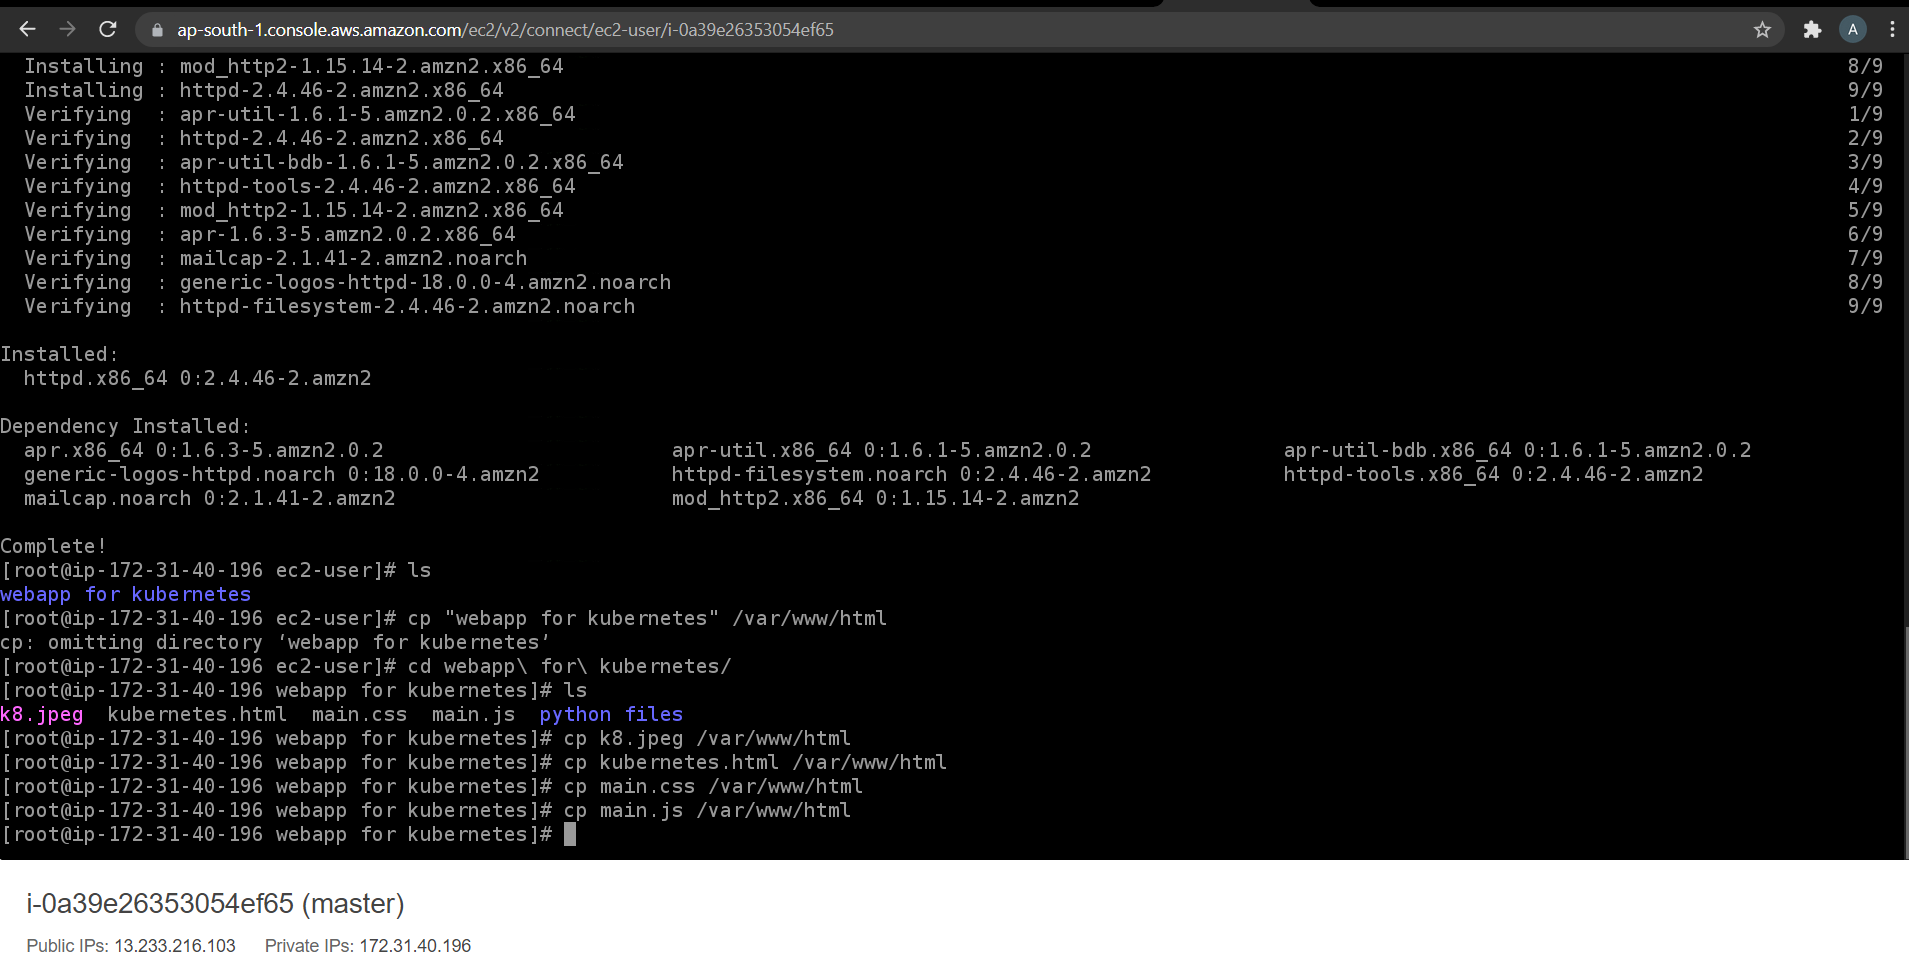 ap-south-1.console.aws.amazon.com/ec2/v2/connect/ec2-user/i-0a39e26353054ef65
A
Installing : mod_http2-1.15.14-2.amzn2.x86_64 8/9
Installing : httpd-2.4.46-2.amzn2.x86_64 9/9
Verifying : apr-util-1.6.1-5.amzn2.0.2.x86_64 1/9
Verifying : httpd-2.4.46-2.amzn2.x86_64 2/9
Verifying : apr-util-bdb-1.6.1-5.amzn2.0.2.x86_64 3/9
Verifying : httpd-tools-2.4.46-2.amzn2.x86_64 4/9
Verifying : mod_http2-1.15.14-2.amzn2.x86_64 5/9
Verifying : apr-1.6.3-5.amzn2.0.2.x86_64 6/9
Verifying : mailcap-2.1.41-2.amzn2.noarch 7/9
Verifying : generic-logos-httpd-18.0.0-4.amzn2.noarch 8/9
Verifying : httpd-filesystem-2.4.46-2.amzn2.noarch 9/9
Installed:
httpd.x86_64 0:2.4.46-2.amzn2
Dependency Installed:
apr.x86_64 0:1.6.3-5.amzn2.0.2 apr-util.x86_64 0:1.6.1-5.amzn2.0.2 apr-util-bdb.x86_64 0:1.6.1-5.amzn2.0.2
generic-logos-httpd.noarch 0:18.0.0-4.amzn2 httpd-filesystem.noarch 0:2.4.46-2.amzn2 httpd-tools.x86_64 0:2.4.46-2.amzn2
mailcap.noarch 0:2.1.41-2.amzn2 mod_http2.x86_64 0:1.15.14-2.amzn2
Complete!
[root@ip-172-31-40-196 ec2-user]# ls
webapp for kubernetes
[root@ip-172-31-40-196 ec2-user]# cp "webapp for kubernetes" /var/www/html
cp: omitting directory ‘webapp for kubernetes’
[root@ip-172-31-40-196 ec2-user]# cd webapp\ for\ kubernetes/
[root@ip-172-31-40-196 webapp for kubernetes]# ls
k8.jpeg kubernetes.html main.css main.js python files
[root@ip-172-31-40-196 webapp for kubernetes]# cp k8.jpeg /var/www/html
[root@ip-172-31-40-196 webapp for kubernetes]# cp kubernetes.html /var/www/html
[root@ip-172-31-40-196 webapp for kubernetes]# cp main.css /var/www/html
[root@ip-172-31-40-196 webapp for kubernetes]# cp main.js /var/www/html
[root@ip-172-31-40-196 webapp for kubernetes]#
i-0a39e26353054ef65 (master)
Public IPs: 13.233.216.103 Private IPs: 172.31.40.196